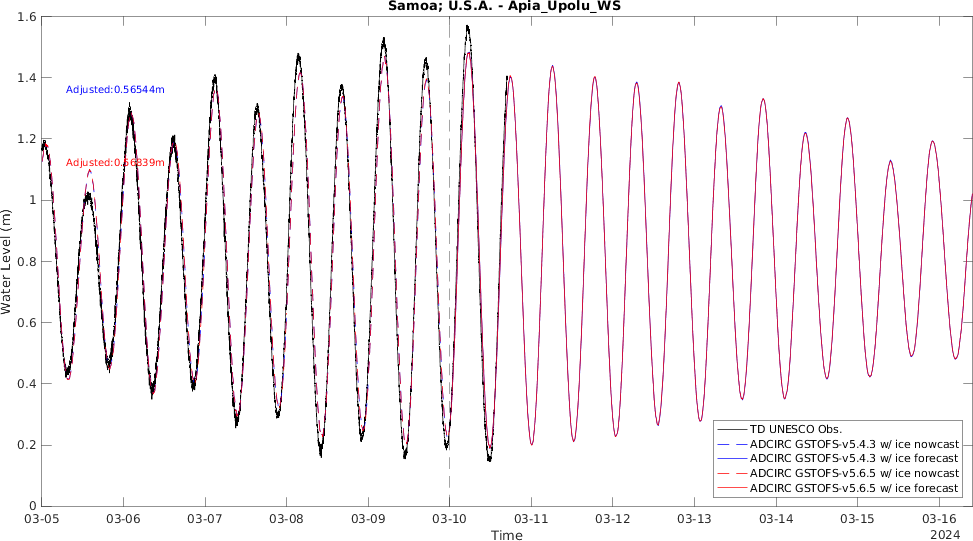 Samoa; U.S.A. - Apia_Upolu_WS
1.6
1.4
1.2
1
0.8
0.6
0.4
0.2
0
Water Level (m)
Adjusted:0.56544m
Adjusted:0.56839m
TD UNESCO Obs.
ADCIRC GSTOFS-v5.4.3 w/ ice nowcast
ADCIRC GSTOFS-v5.4.3 w/ ice forecast
ADCIRC GSTOFS-v5.6.5 w/ ice nowcast
ADCIRC GSTOFS-v5.6.5 w/ ice forecast
03-05 03-06 03-07 03-08 03-09 03-10 03-11 03-12 03-13 03-14 03-15 03-16
Time
2024